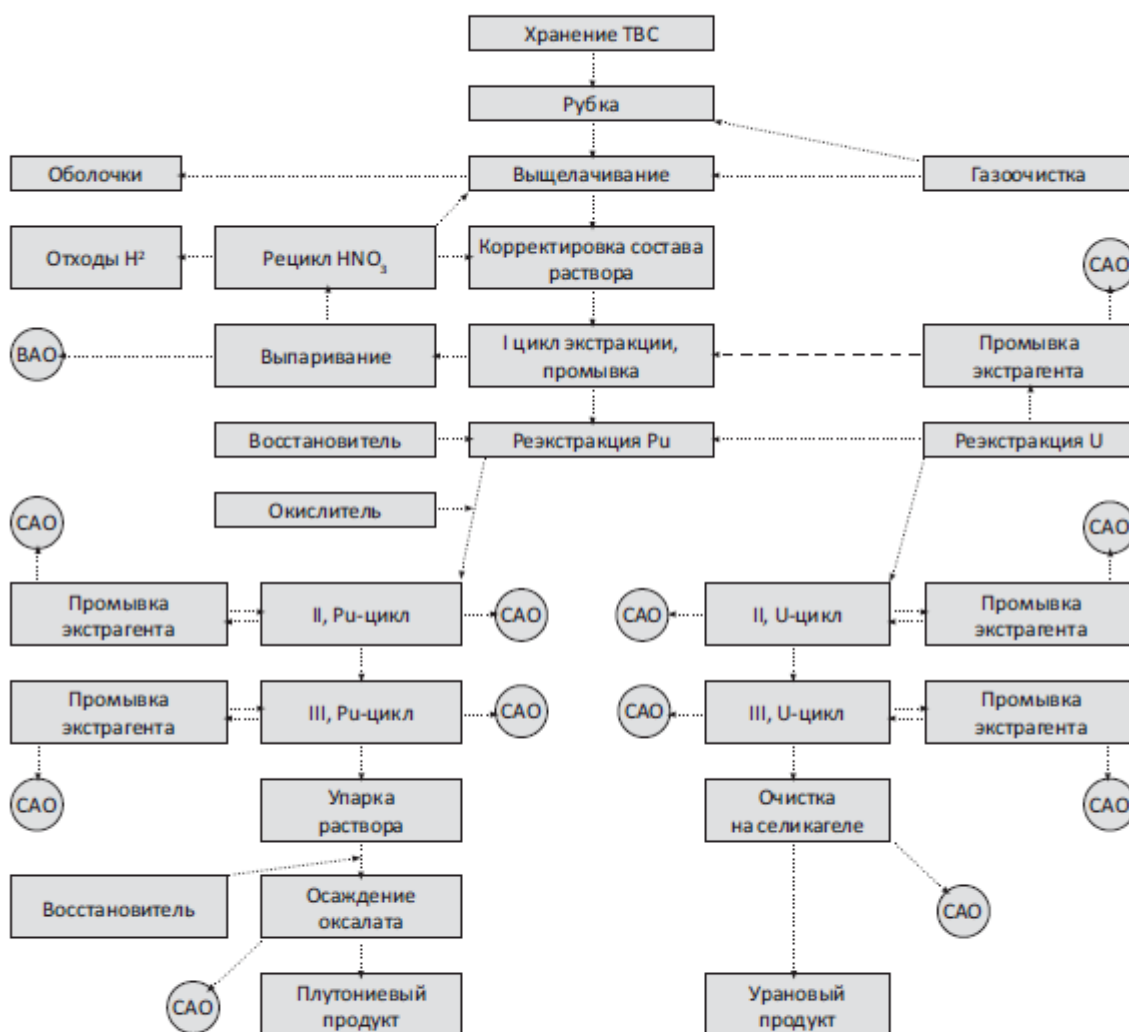 Хранение ТВС
Рубка
Оболочки
Выщелачивание
Газоочистка
Отходы H²
Рецикл HNO₃
Корректировка состава
раствора
САО
ВАО
Выпаривание
I цикл экстракции,
промывка
Промывка
экстрагента
Восстановитель
Реэкстракция Pu
Реэкстракция U
САО
Окислитель
САО
Промывка
экстрагента
II, Pu-цикл
САО
САО
II, U-цикл
Промывка
экстрагента
Промывка
экстрагента
III, Pu-цикл
САО
САО
III, U-цикл
Промывка
экстрагента
САО
Упарка
раствора
Очистка
на селикагеле
САО
Восстановитель
Осаждение
оксалата
САО
САО
Плутониевый
продукт
Урановый
продукт